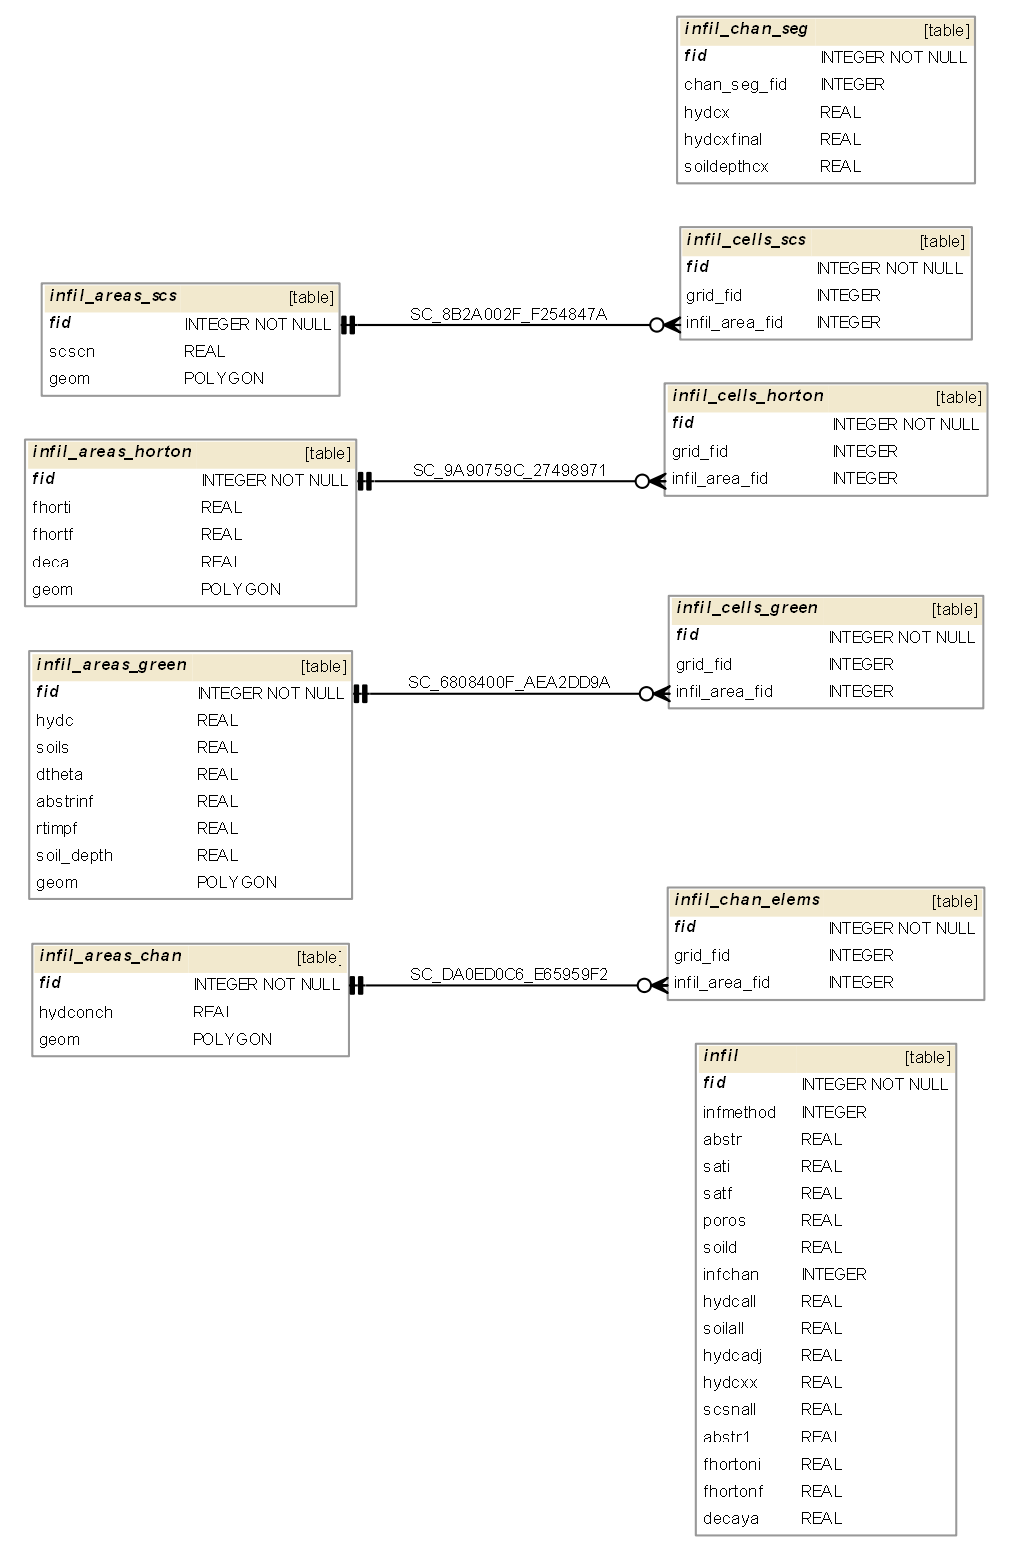 infil_chan_seg [table]
fid INTEGER NOT NULL
chan_seg_fid INTEGER
hydcx REAL
hydcxfinal REAL
soildepthcx REAL
infil_cells_scs [table]
fid INTEGER NOT NULL
grid_fid INTEGER
infil_area_fid INTEGER
infil_areas_scs [table]
fid INTEGER NOT NULL
scscn REAL
geom POLYGON
SC_8B2A002F_F254847A
infil_cells_horton [table]
fid INTEGER NOT NULL
grid_fid INTEGER
infil_area_fid INTEGER
infil_areas_horton [table]
fid INTEGER NOT NULL
fhorti REAL
fhortf REAL
deca REAL
geom POLYGON
SC_9A90759C_27498971
infil_cells_green [table]
fid INTEGER NOT NULL
grid_fid INTEGER
infil_area_fid INTEGER
infil_areas_green [table]
fid INTEGER NOT NULL
hydc REAL
soils REAL
dtheta REAL
abstrinf REAL
rtimpf REAL
soil_depth REAL
geom POLYGON
SC_6808400F_AEA2DD9A
infil_chan_elems [table]
fid INTEGER NOT NULL
grid_fid INTEGER
infil_area_fid INTEGER
infil_areas_chan [table]
fid INTEGER NOT NULL
hydconch REAL
geom POLYGON
SC_DA0ED0C6_E65959F2
infil [table]
fid INTEGER NOT NULL
infmethod INTEGER
abstr REAL
sati REAL
satf REAL
poros REAL
soild REAL
infchan INTEGER
hydcall REAL
soilall REAL
hydcadj REAL
hydcxx REAL
scsnall REAL
abstr1 REAL
fhortoni REAL
fhortonf REAL
decaya REAL